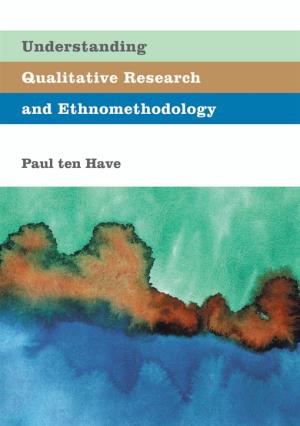 Understanding
Qualitative Research
and Ethnomethodology
Paul ten Have